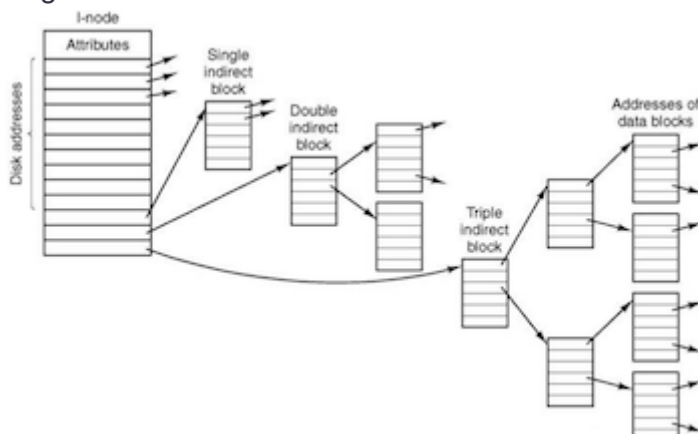 I-node
Attributes
Disk addresses
Single
indirect
block
Double
indirect
block
Triple
indirect
block
Addresses of
data blocks